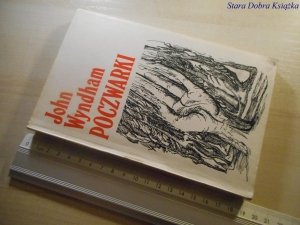 Stara Dobra Książka
John
Wyndham
POCZWARKI